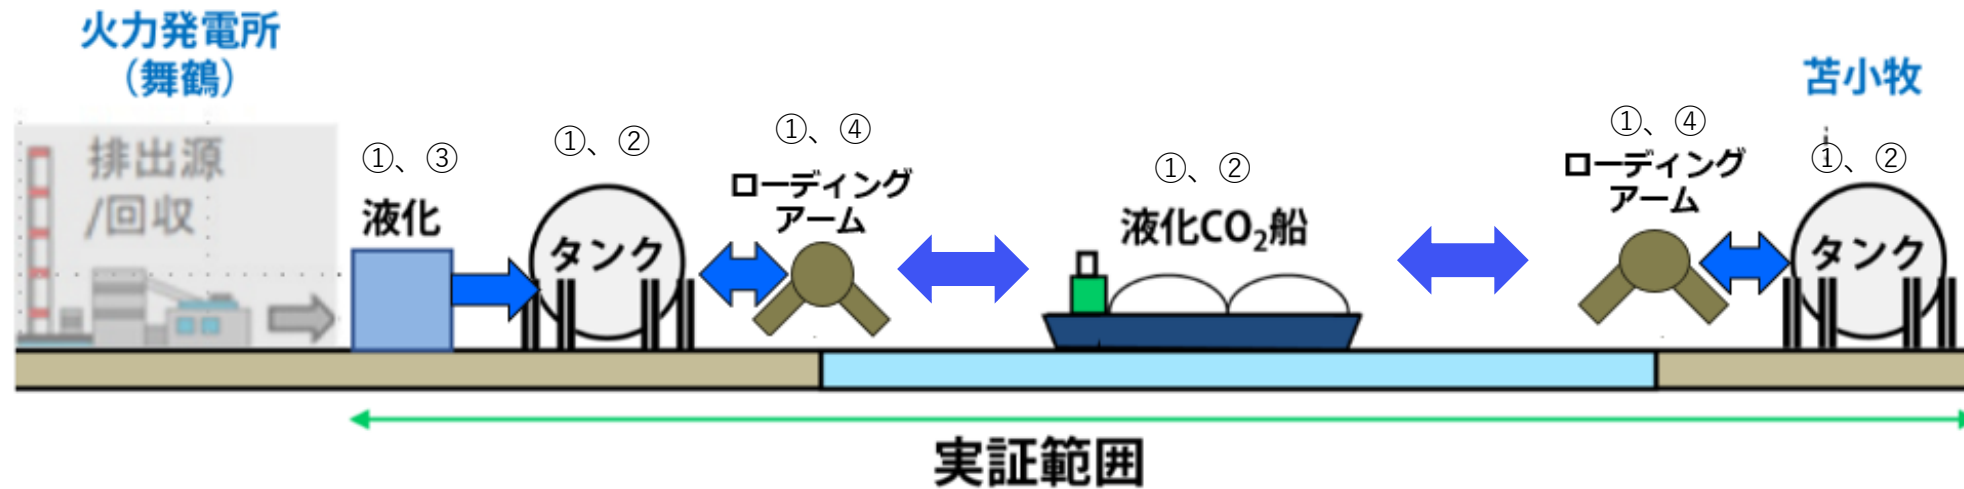 火力発電所
（舞鶴）
排出源
/回収
①、③
液化
①、②
タンク
①、④
ローディング
アーム
①、②
液化CO₂船
①、④
ローディング
アーム
苫小牧
①、②
タンク
実証範囲